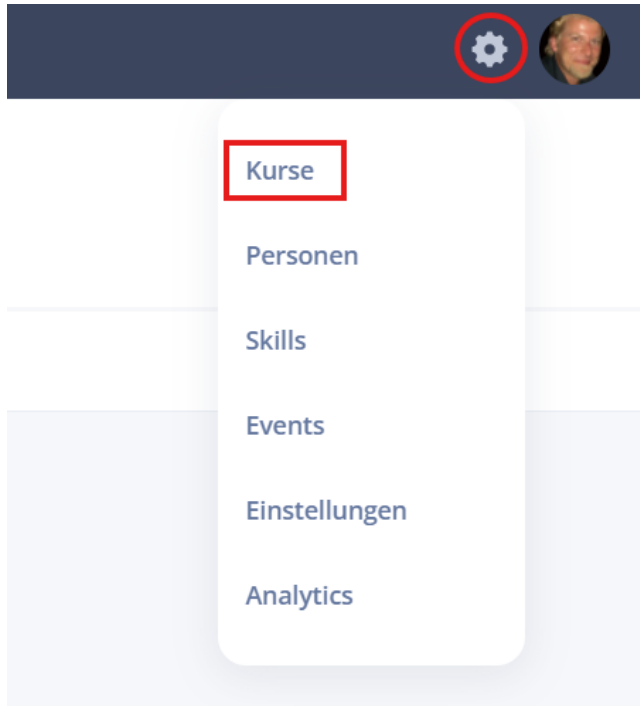 Kurse
Personen
Skills
Events
Einstellungen
Analytics